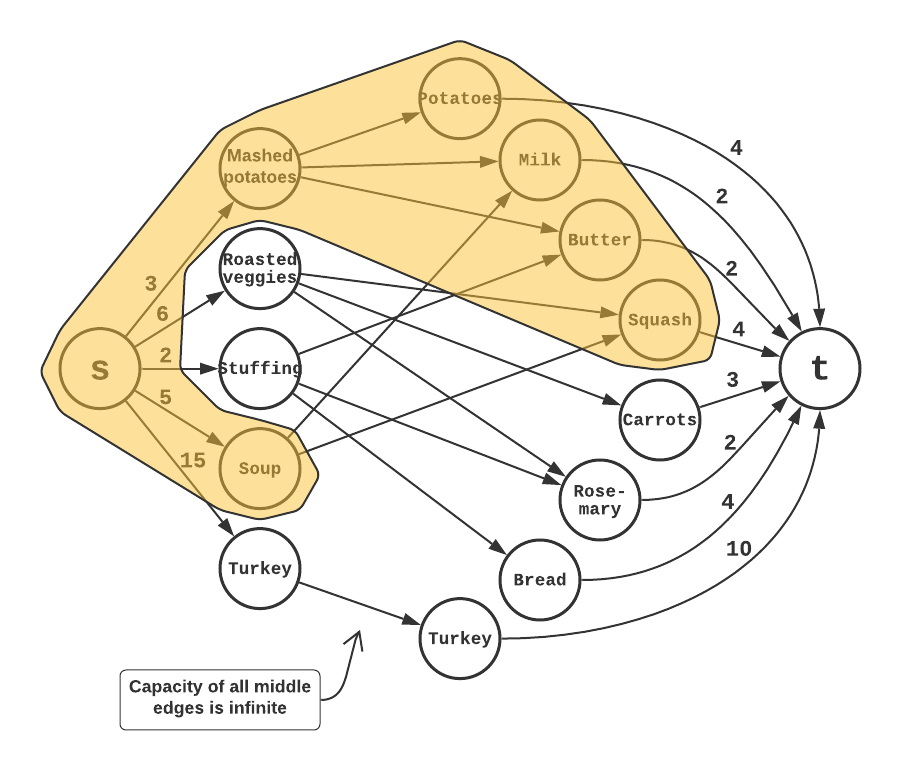 Potatoes
4
Mashed
potatoes
Milk
2
Butter
Roasted
veggies
2
3
6
Squash
4
s
2
Stuffing
t
5
3
Carrots
15
Soup
2
Rose-
mary
4
10
Turkey
Bread
Turkey
Capacity of all middle
edges is infinite